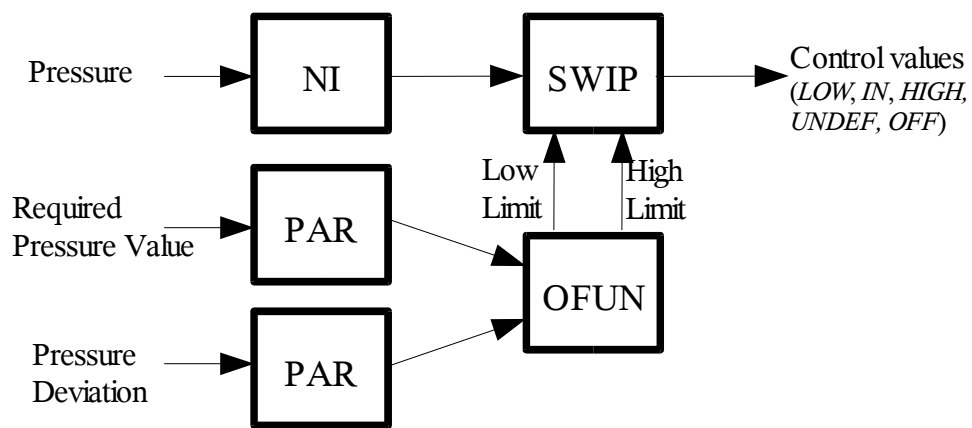 Pressure
NI
SWIP
Control values
(LOW, IN, HIGH,
UNDEF, OFF)
Low
Limit
High
Limit
Required
Pressure Value
PAR
OFUN
Pressure
Deviation
PAR